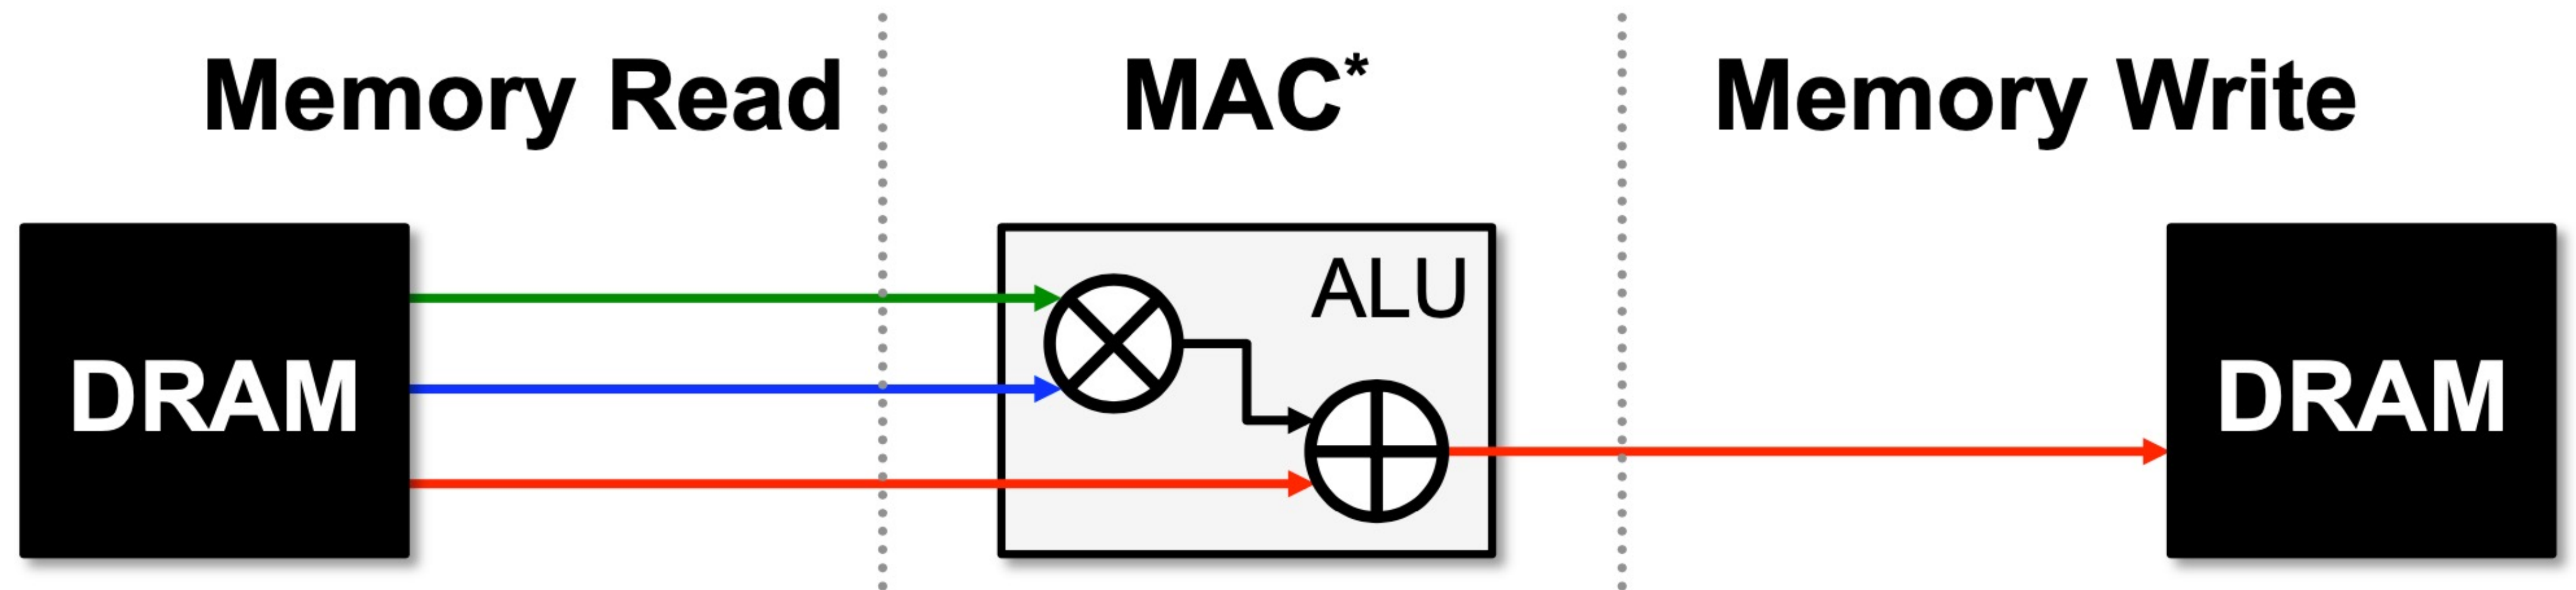 Memory Read
MAC*
Memory Write
DRAM
ALU
DRAM